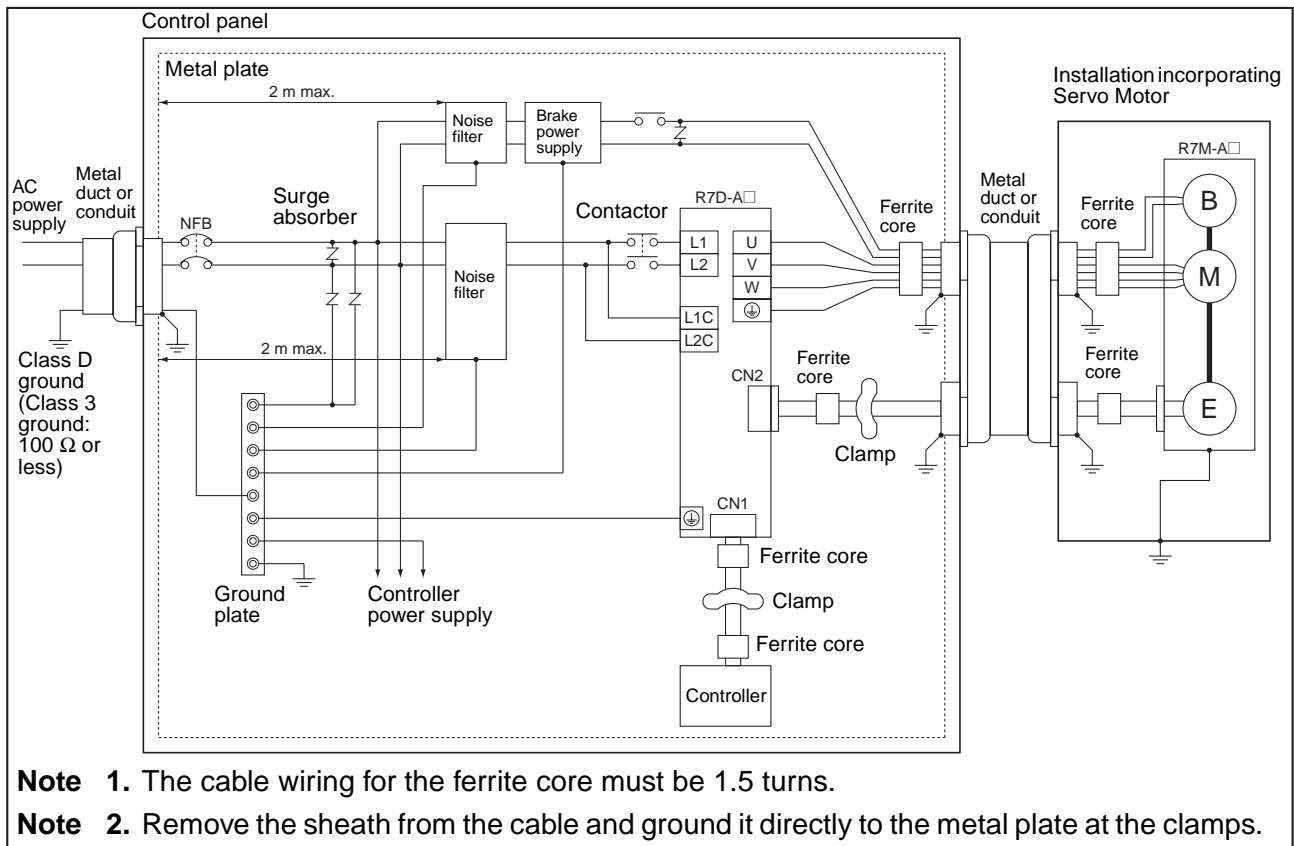 Control panel
Metal plate
2 m max.
Noise
filter
Brake
power
supply
Installation incorporating
Servo Motor
R7M-A□
AC
power
supply
Metal
duct or
conduit
NFB
Surge
absorber
Noise
filter
2 m max.
Contactor
R7D-A□
L1
L2
L1C
L2C
U
V
W
CN2
CN1
Ferrite
core
Metal
duct or
conduit
Ferrite
core
B
M
E
Ferrite
core
Clamp
Ferrite
core
Class D
ground
(Class 3
ground:
100 Ω or
less)
Ground
plate
Controller
power supply
Ferrite core
Clamp
Ferrite core
Controller
Note 1. The cable wiring for the ferrite core must be 1.5 turns.
Note 2. Remove the sheath from the cable and ground it directly to the metal plate at the clamps.